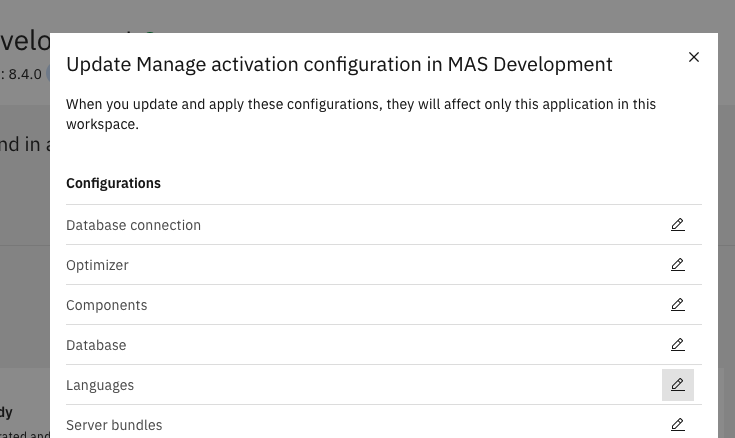 velo
Update Manage activation configuration in MAS Development
: 8.4.0
When you update and apply these configurations, they will affect only this application in this
workspace.
nd in a
Configurations
Database connection
Optimizer
Components
Database
Languages
dy
Server bundles
rated and